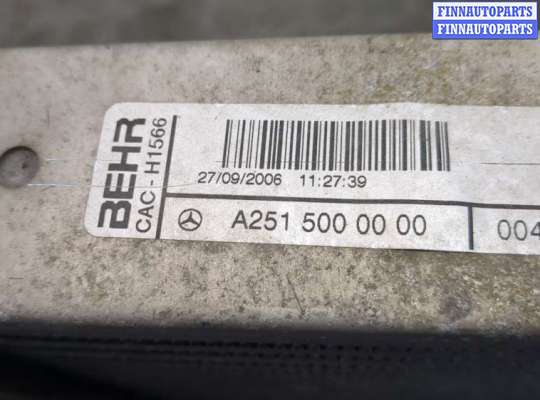 FINNAUTOPARTS
FINNAUTOPARTS
BEHR
CAC - H1566
27/09/2006 11:27:39
A251 500 00 00
004